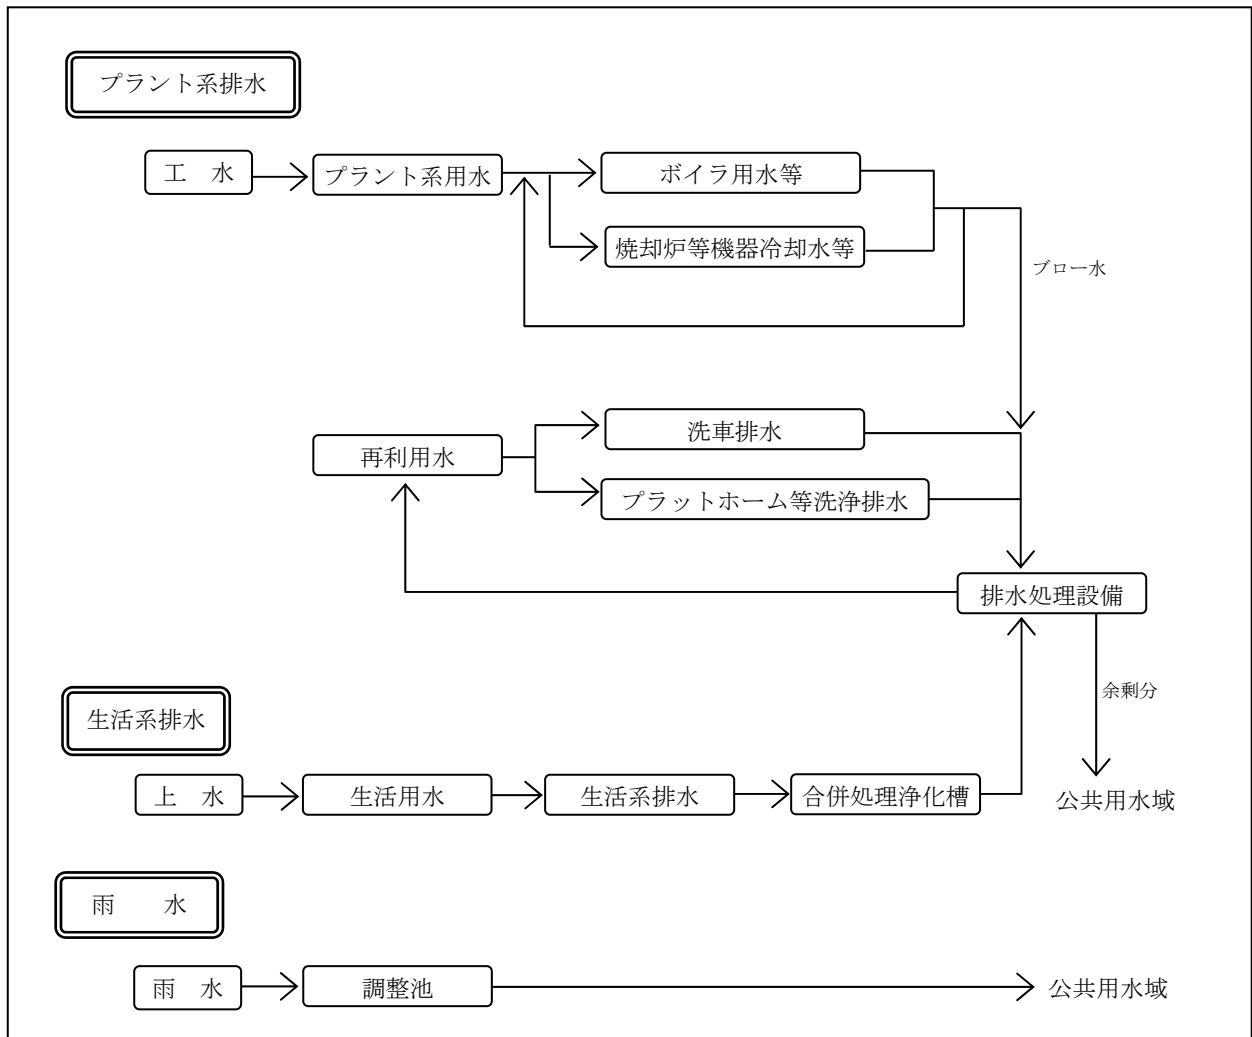 プラント系排水
工　水
プラント系用水
ボイラ用水等
焼却炉等機器冷却水等
ブロー水
再利用水
洗車排水
プラットホーム等洗浄排水
排水処理設備
余剰分
生活系排水
上　水
生活用水
生活系排水
合併処理浄化槽
公共用水域
雨　　水
雨　水
調整池
公共用水域